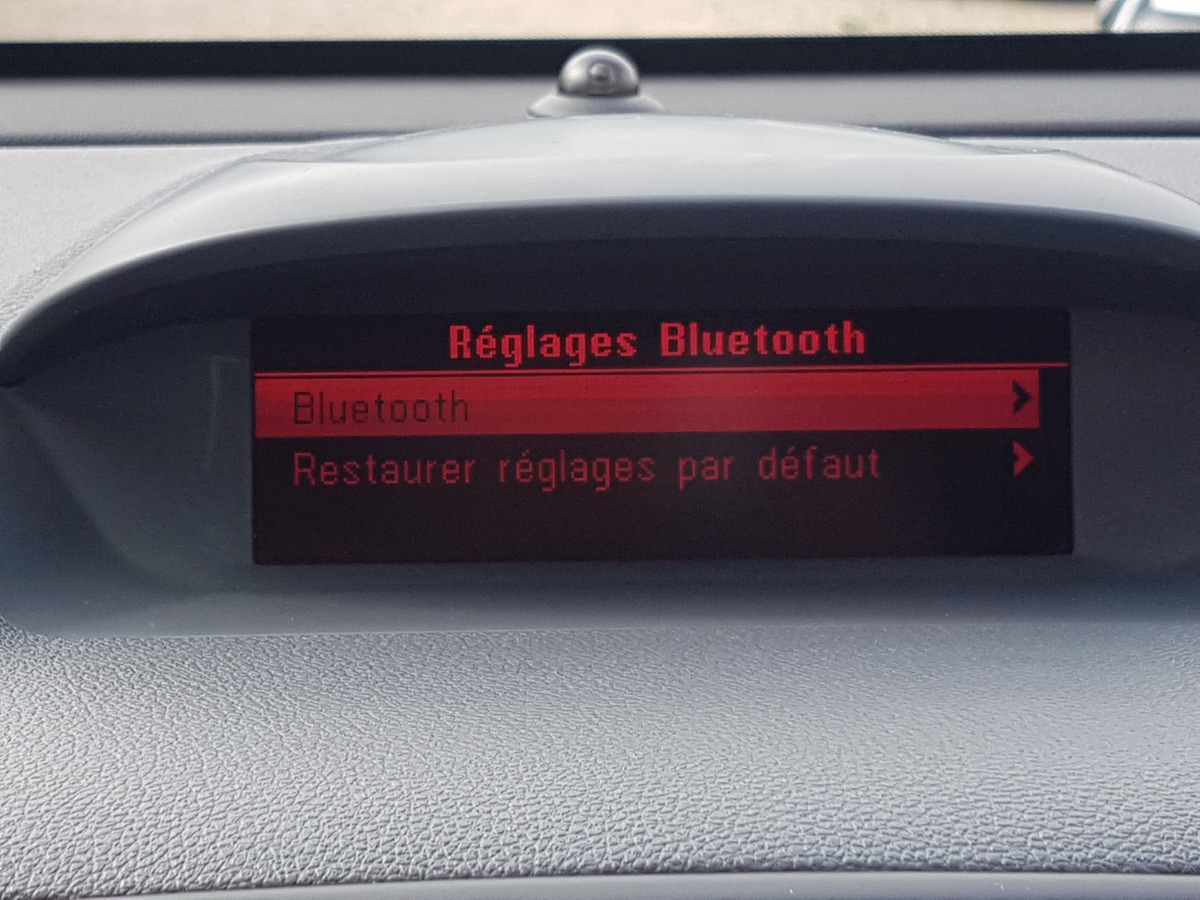 Réglages Bluetooth
Bluetooth
Restaurer réglages par défaut